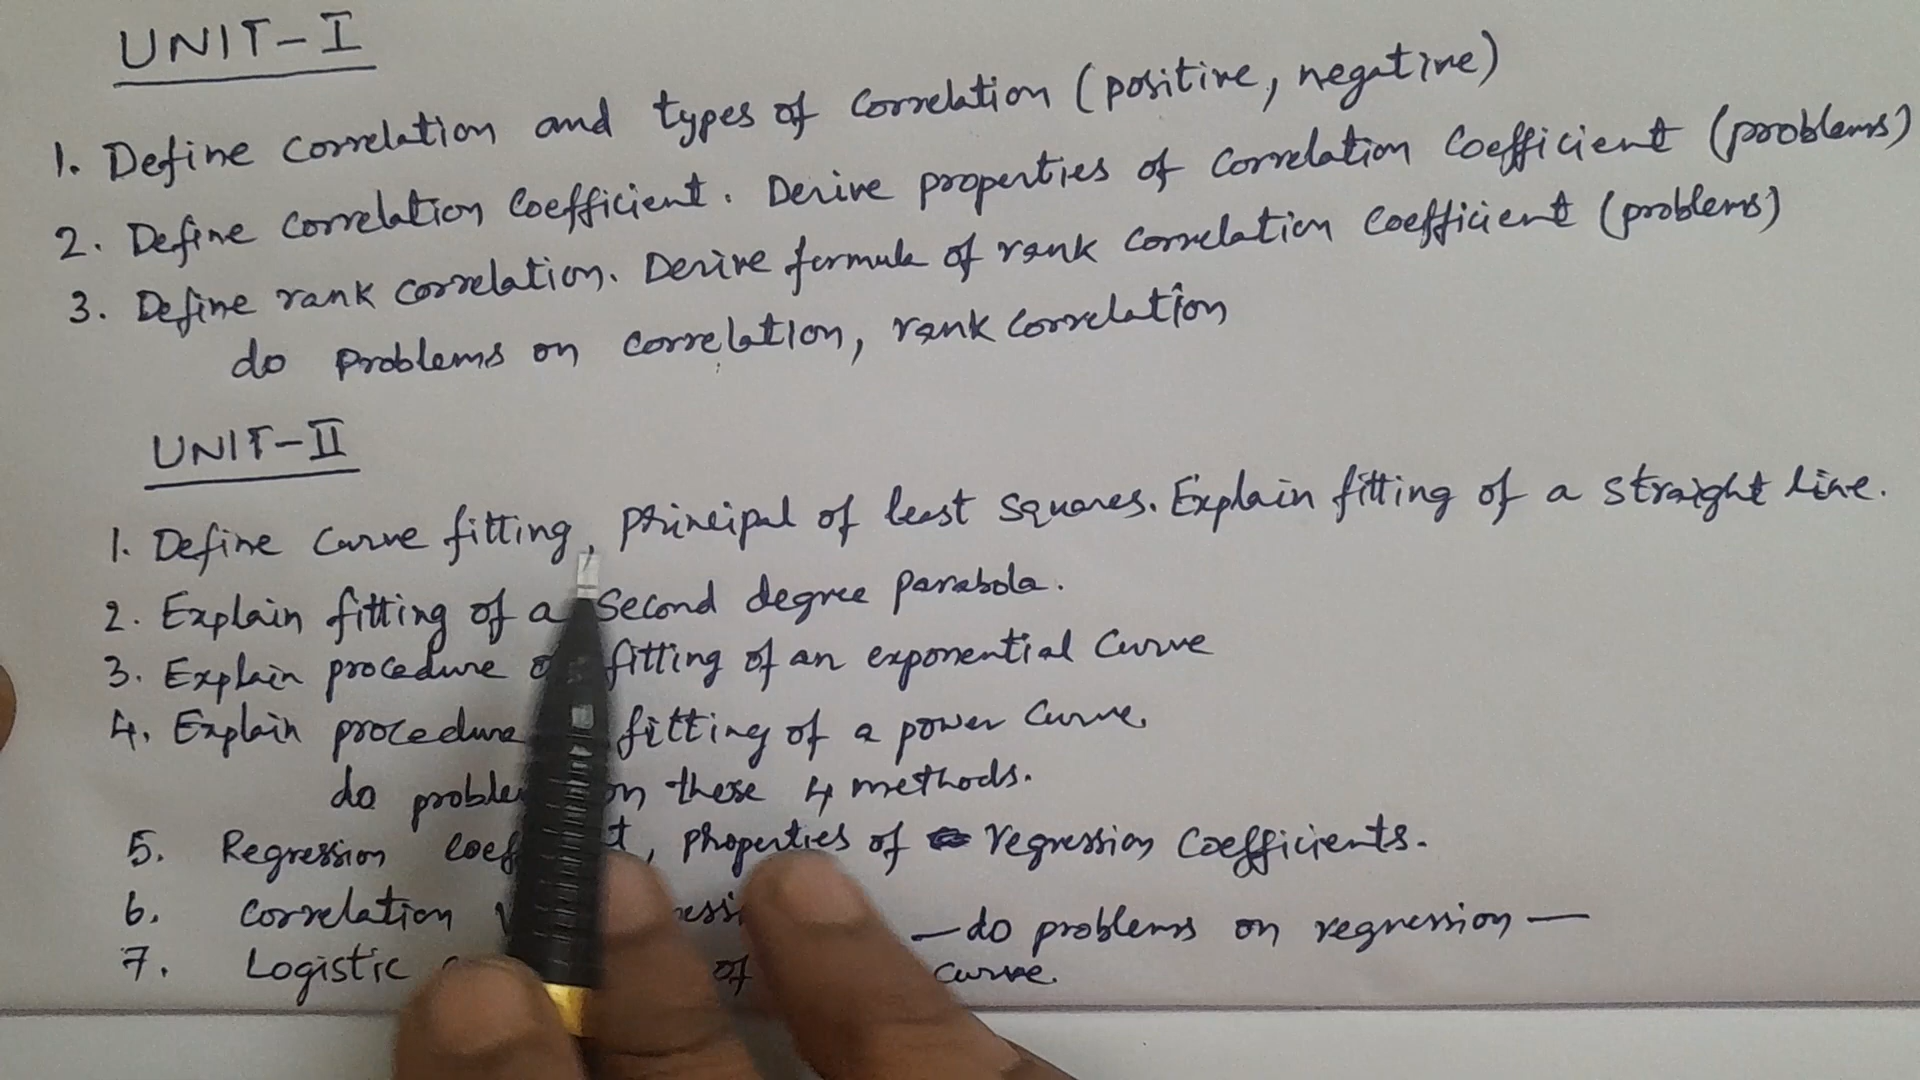 UNIT-I
1. Define correlation and types of correlation (positive, negative)
2. Define correlation coefficient. Derive properties of correlation coefficient (problems)
3. Define rank correlation. Derive formula of rank correlation coefficient (problems)
do problems on correlation, rank correlation
UNIT-II
1. Define curve fitting, principal of least squares. Explain fitting of a straight line.
2. Explain fitting of a second degree parabola.
3. Explain procedure fitting of an exponential curve
4. Explain procedure fitting of a power curve.
do these 4 methods.
5. Regression , properties of regression coefficients.
6. correlation — do problems on regression —
7. Logistic of curve.